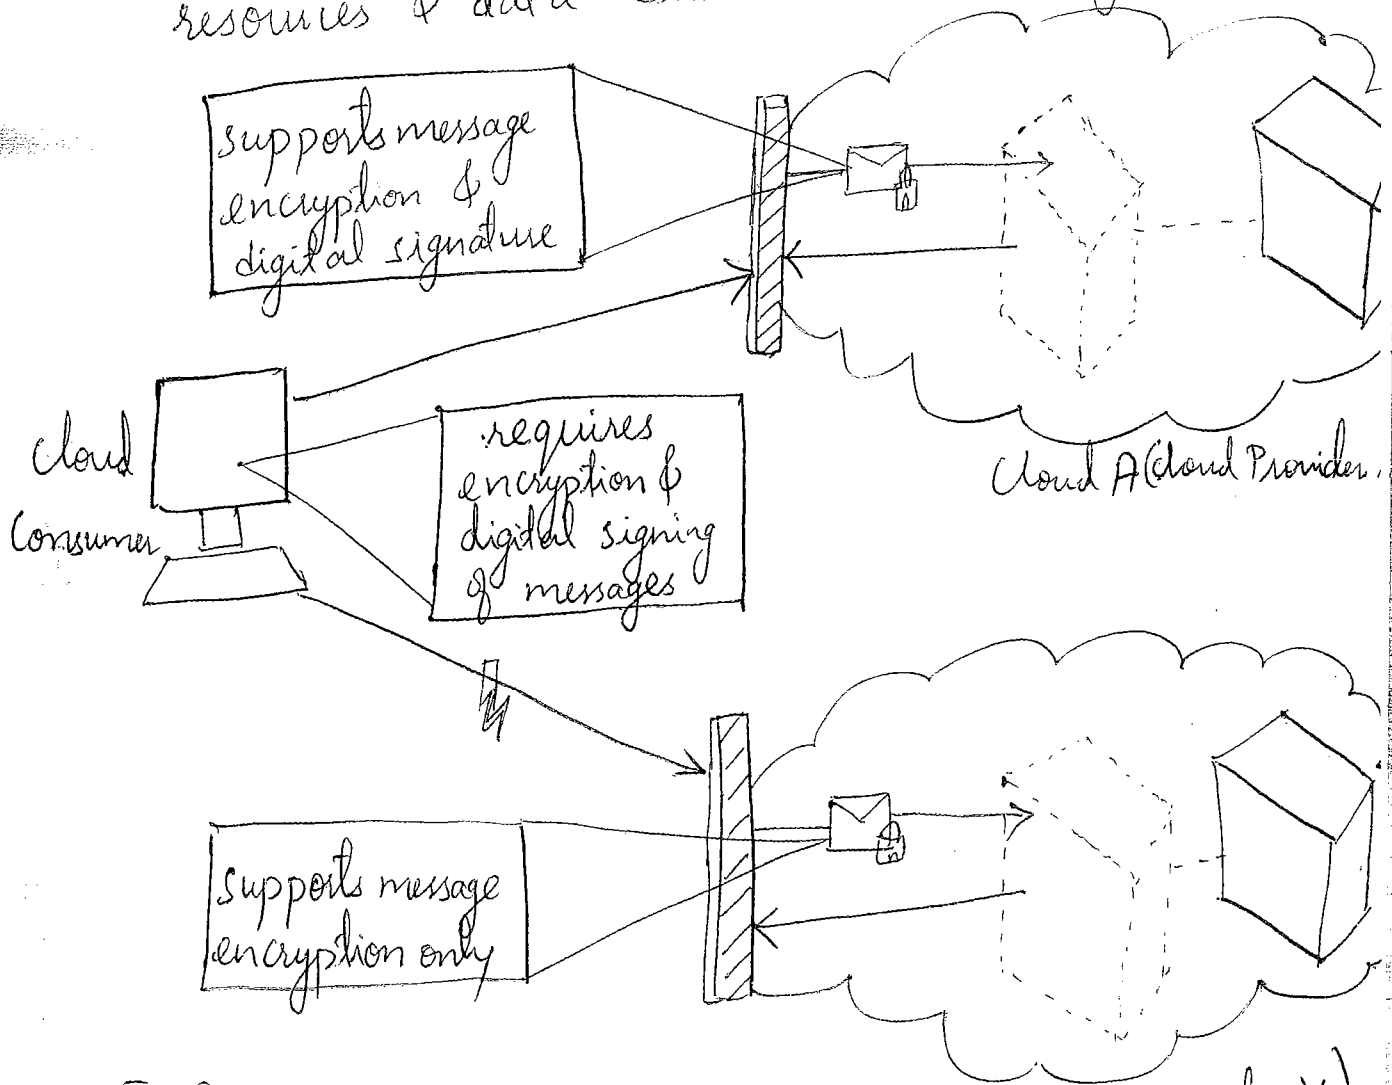 resources & data
supports message
encryption &
digital signature
requires
encryption &
digital signing
of messages
Cloud
Consumer
Cloud A (Cloud Provider.
supports message
encryption only